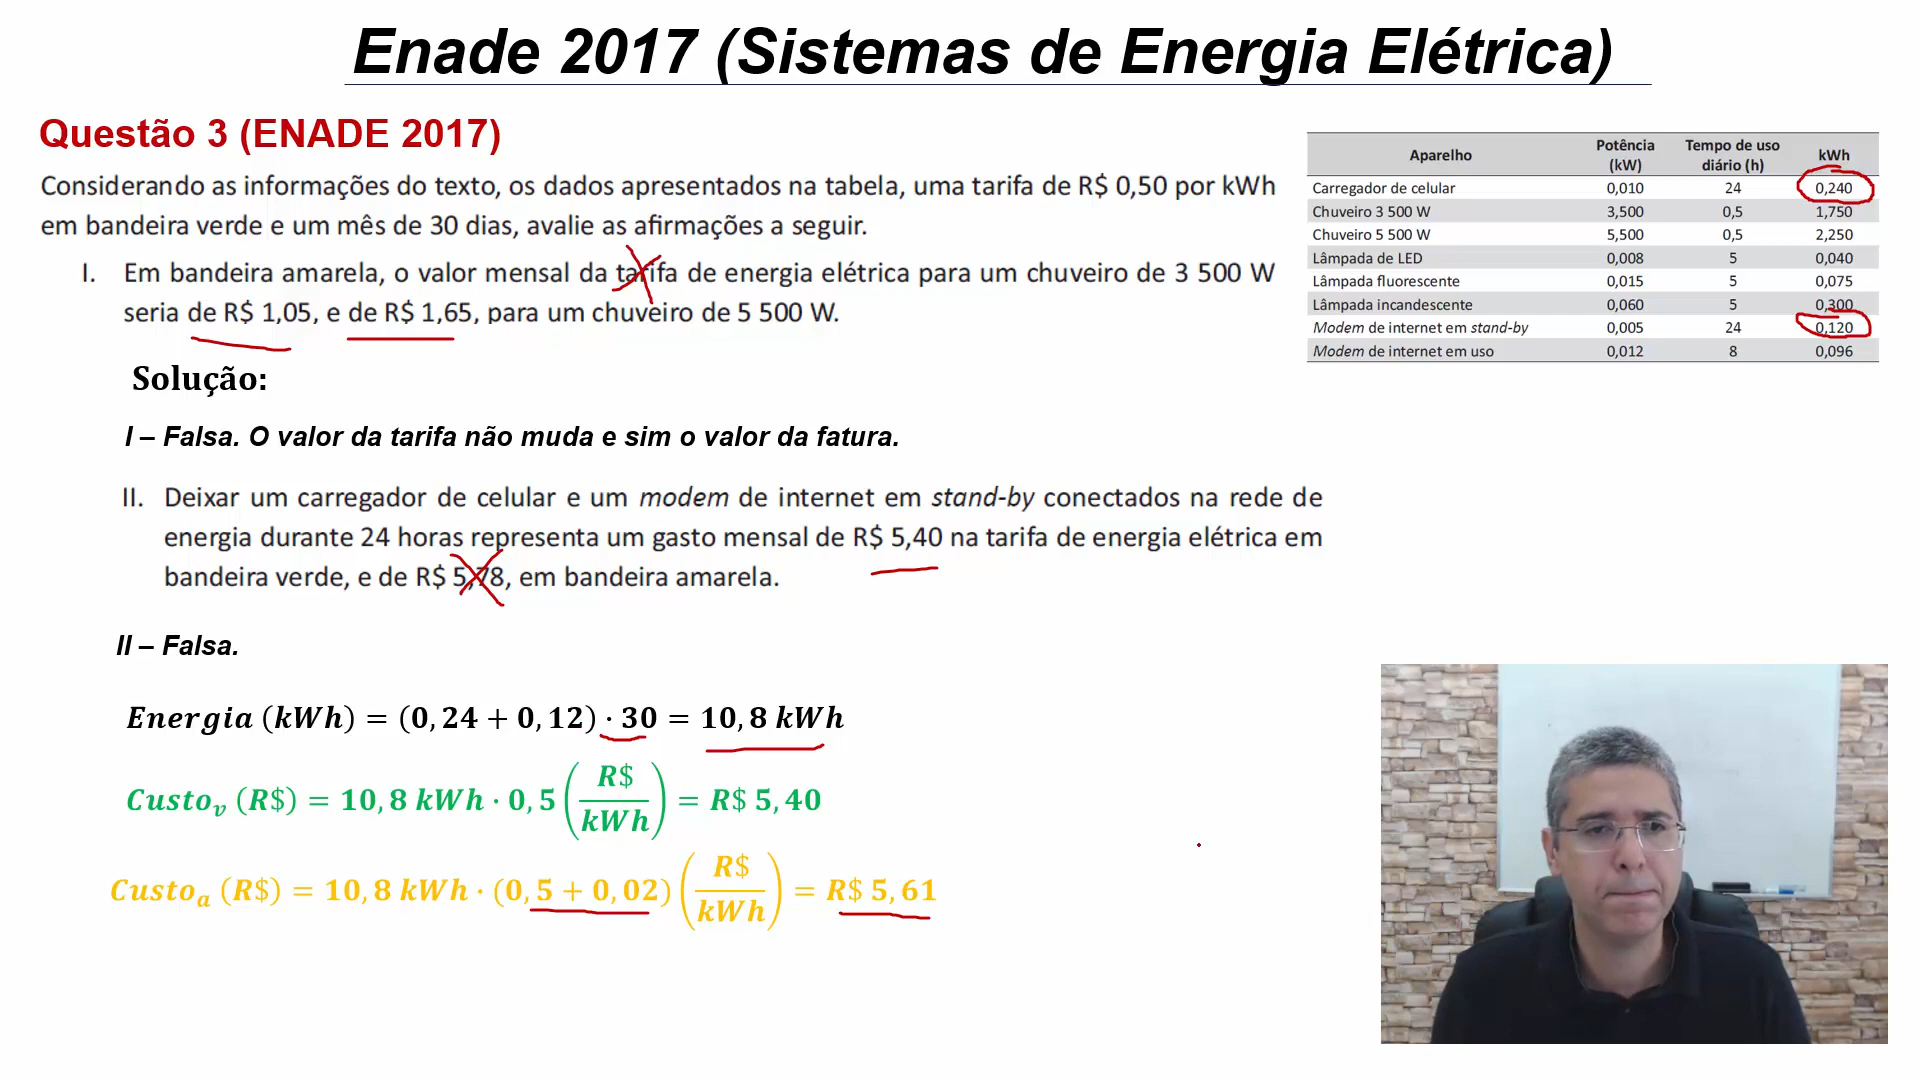 Enade 2017 (Sistemas de Energia Elétrica)
Questão 3 (ENADE 2017)
Considerando as informações do texto, os dados apresentados na tabela, uma tarifa de R$ 0,50 por kWh
em bandeira verde e um mês de 30 dias, avalie as afirmações a seguir.
I. Em bandeira amarela, o valor mensal da tarifa de energia elétrica para um chuveiro de 3 500 W
seria de R$ 1,05, e de R$ 1,65, para um chuveiro de 5 500 W.
Aparelho Potência (kW) Tempo de uso diário (h) kWh
Carregador de celular 0,010 24 0,240
Chuveiro 3 500 W 3,500 0,5 1,750
Chuveiro 5 500 W 5,500 0,5 2,250
Lâmpada de LED 0,008 5 0,040
Lâmpada fluorescente 0,015 5 0,075
Lâmpada incandescente 0,060 5 0,300
Modem de internet em stand-by 0,005 24 0,120
Modem de internet em uso 0,012 8 0,096
Solução:
I – Falsa. O valor da tarifa não muda e sim o valor da fatura.
II. Deixar um carregador de celular e um modem de internet em stand-by conectados na rede de
energia durante 24 horas representa um gasto mensal de R$ 5,40 na tarifa de energia elétrica em
bandeira verde, e de R$ 5,78, em bandeira amarela.
II – Falsa.
Energia (kWh) = (0,24 + 0,12) · 30 = 10,8 kWh
Custo_v (R$) = 10,8 kWh · 0,5 (R$/kWh) = R$ 5,40
Custo_a (R$) = 10,8 kWh · (0,5 + 0,02) (R$/kWh) = R$ 5,61